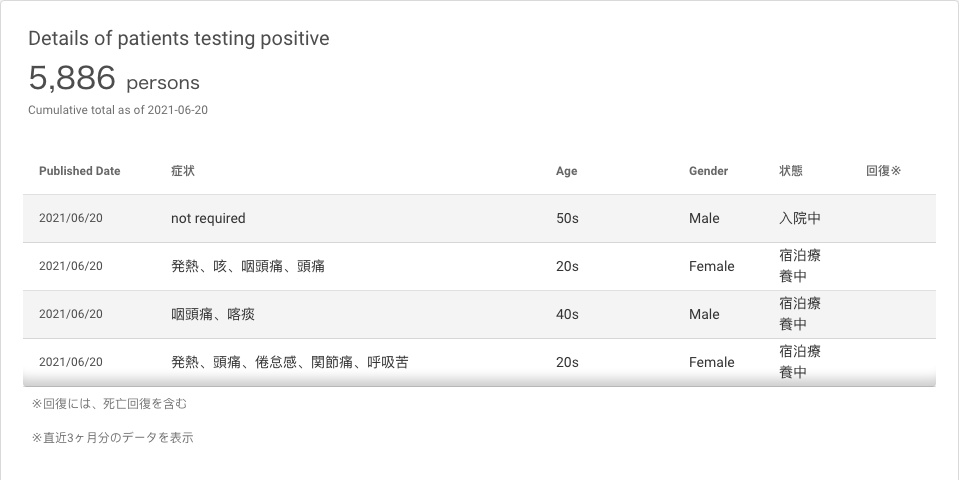 Details of patients testing positive
5,886 persons
Cumulative total as of 2021-06-20
Published Date 症状 Age Gender 状態 回復※
2021/06/20 not required 50s Male 入院中
2021/06/20 発熱、咳、咽頭痛、頭痛 20s Female 宿泊療
養中
2021/06/20 咽頭痛、喀痰 40s Male 宿泊療
養中
2021/06/20 発熱、頭痛、倦怠感、関節痛、呼吸苦 20s Female 宿泊療
養中
※回復には、死亡回復を含む
※直近3ヶ月分のデータを表示